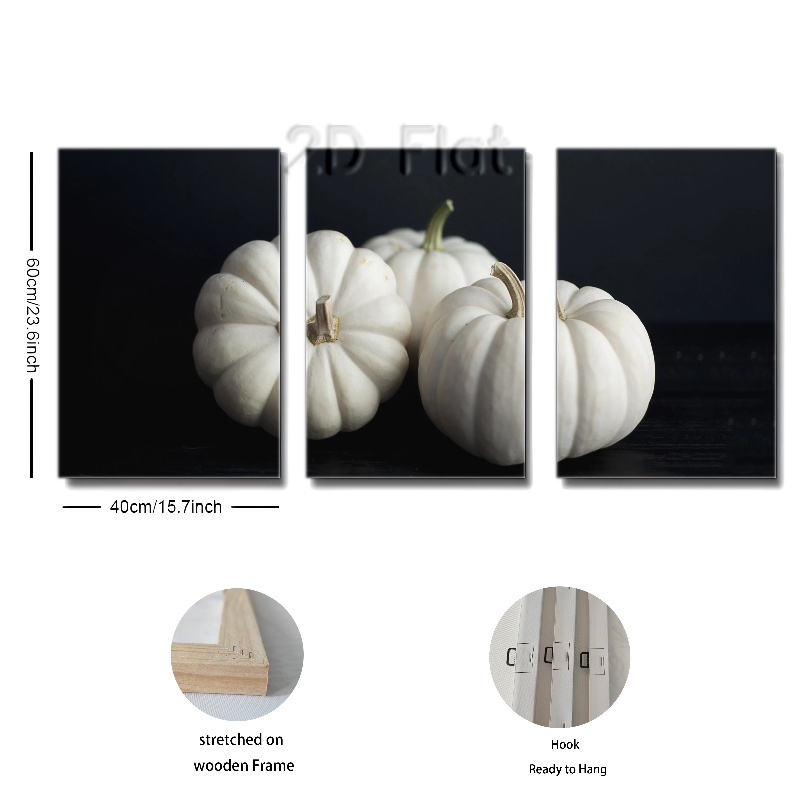 2D Flat
60cm/23.6inch
40cm/15.7inch
stretched on
wooden Frame
Hook
Ready to Hang